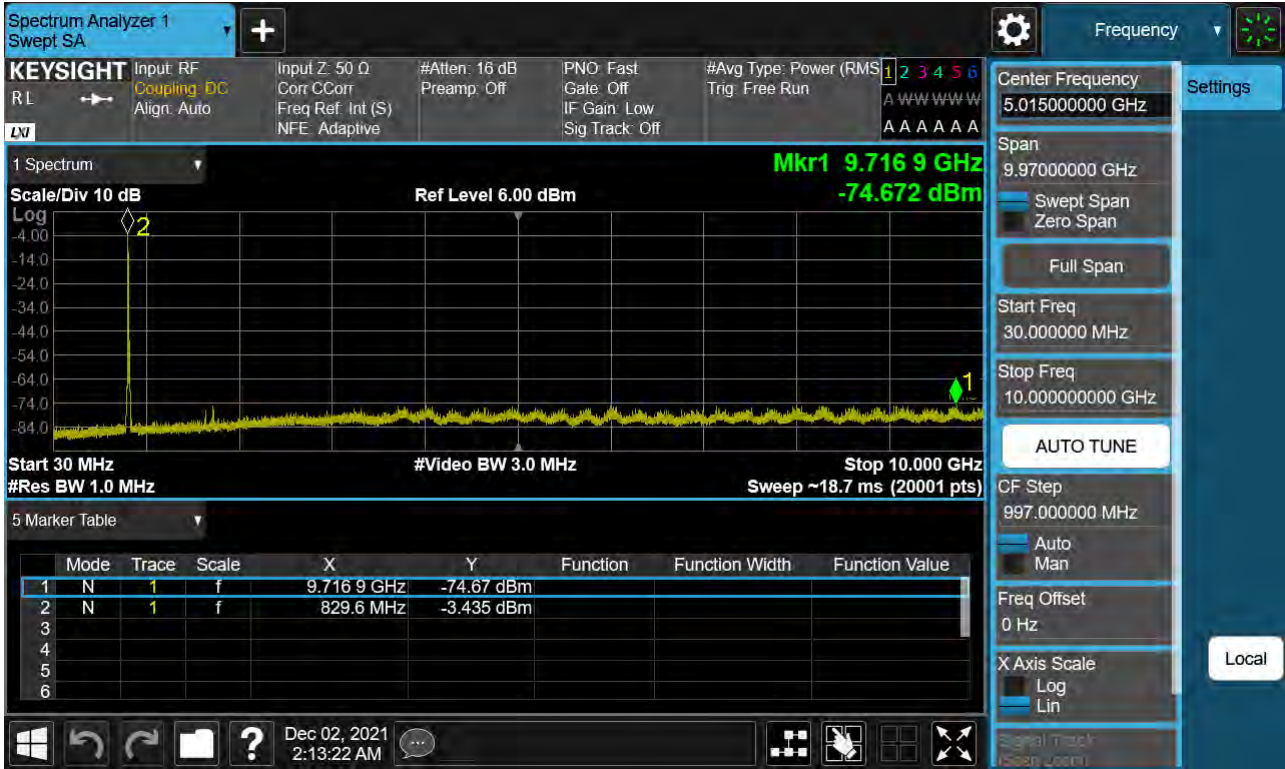 Spectrum Analyzer 1
Swept SA
Frequency
KEYSIGHT
R L
LXI
Input: RF
Coupling: DC
Align: Auto
Input Z: 50 Ω
Corr CCorr
Freq Ref: Int (S)
NFE: Adaptive
#Atten: 16 dB
Preamp: Off
PNO: Fast
Gate: Off
IF Gain: Low
Sig Track: Off
#Avg Type: Power (RMS
Trig: Free Run
1 2 3 4 5 6
A W W W W W
A A A A A A
Center Frequency
5.015000000 GHz
Settings
1 Spectrum
Mkr1 9.716 9 GHz
Scale/Div 10 dB
Ref Level 6.00 dBm
-74.672 dBm
Log
-4.00
-14.0
-24.0
-34.0
-44.0
-54.0
-64.0
-74.0
-84.0
2
1
Start 30 MHz
#Video BW 3.0 MHz
Stop 10.000 GHz
#Res BW 1.0 MHz
Sweep ~18.7 ms (20001 pts)
Span
9.97000000 GHz
Swept Span
Zero Span
Full Span
Start Freq
30.000000 MHz
Stop Freq
10.000000000 GHz
AUTO TUNE
CF Step
997.000000 MHz
Auto
Man
Freq Offset
0 Hz
X Axis Scale
Log
Lin
Signal Track
(Span Zoom)
Local
5 Marker Table
Mode Trace Scale X Y Function Function Width Function Value
1 N 1 f 9.716 9 GHz -74.67 dBm
2 N 1 f 829.6 MHz -3.435 dBm
3
4
5
6
?
Dec 02, 2021
2:13:22 AM